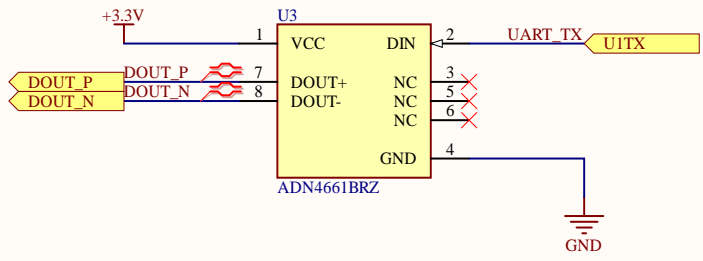 +3.3V
U3
1 VCC DIN 2 UART_TX U1TX
DOUT_P DOUT_P 7 DOUT+ NC 3
DOUT_N DOUT_N 8 DOUT- NC 5
NC 6
GND 4
ADN4661BRZ
GND